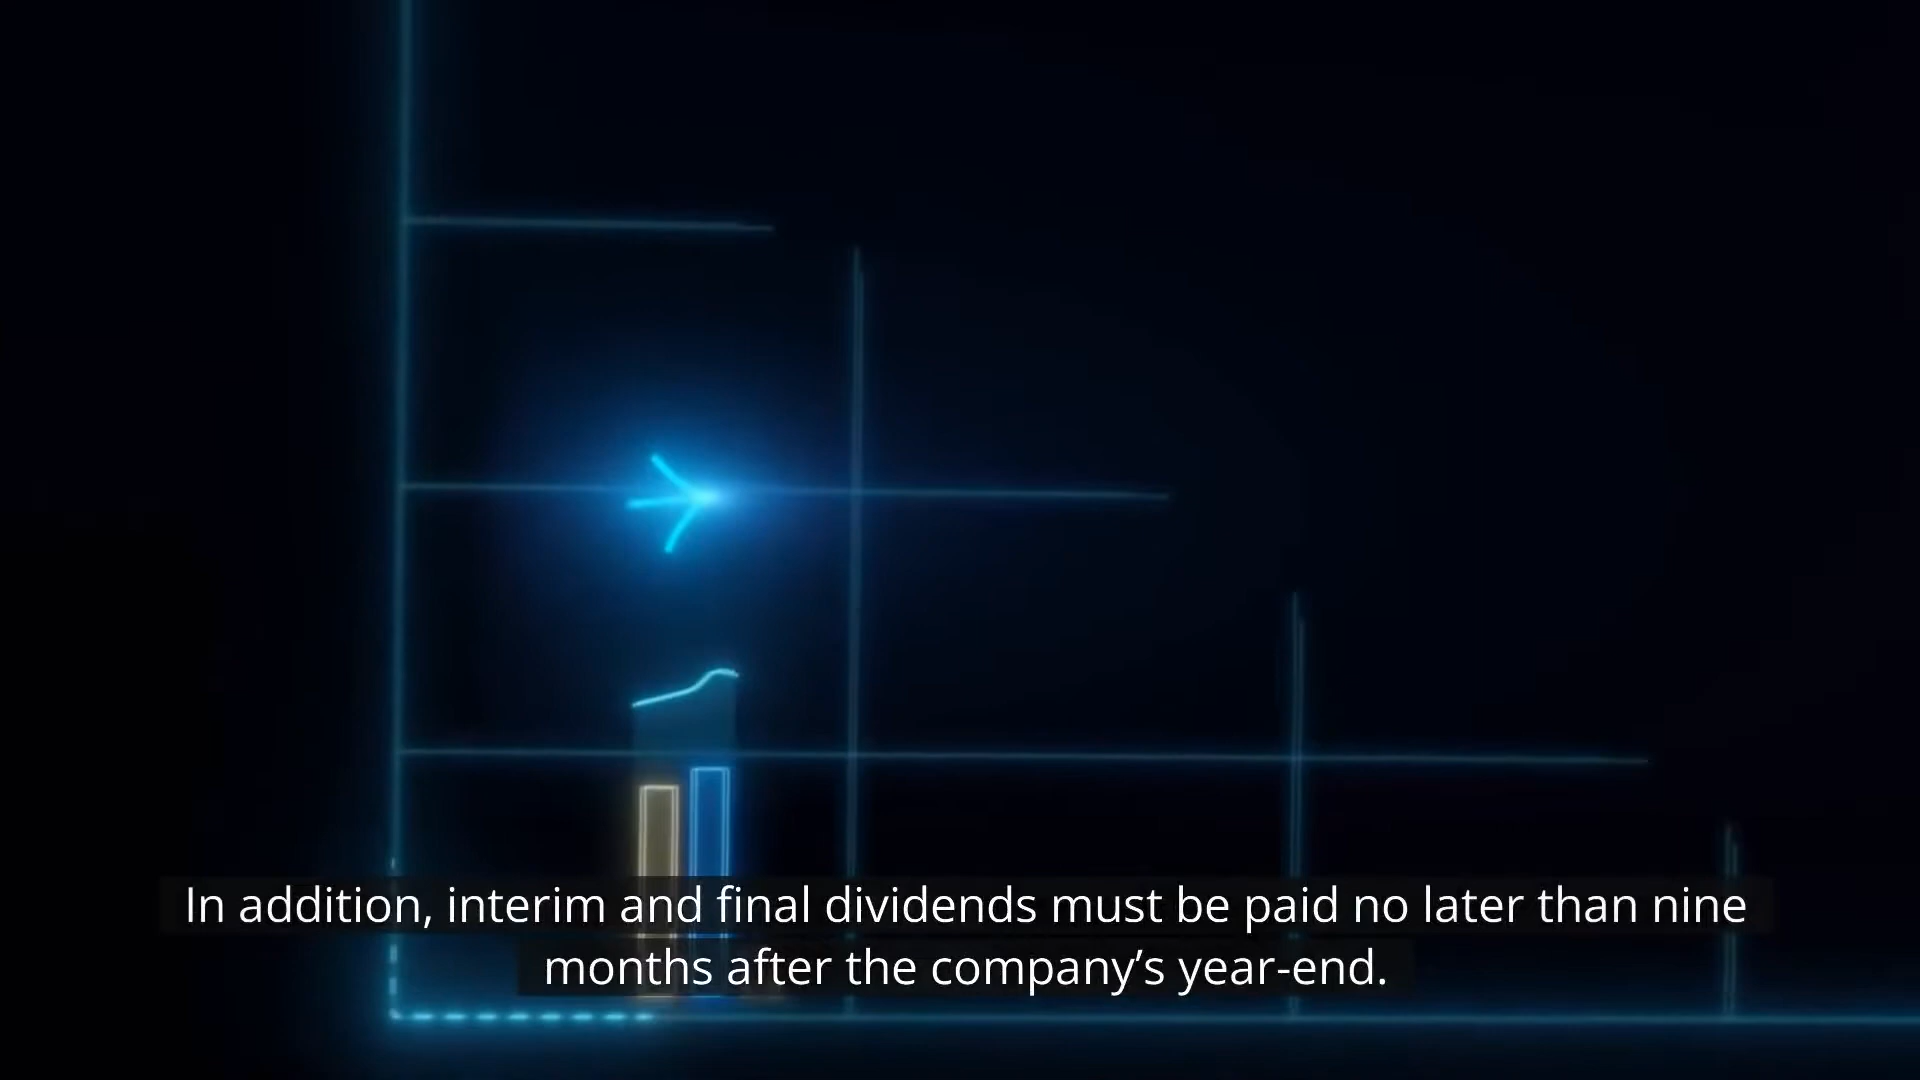 In addition, interim and final dividends must be paid no later than nine
months after the company’s year-end.